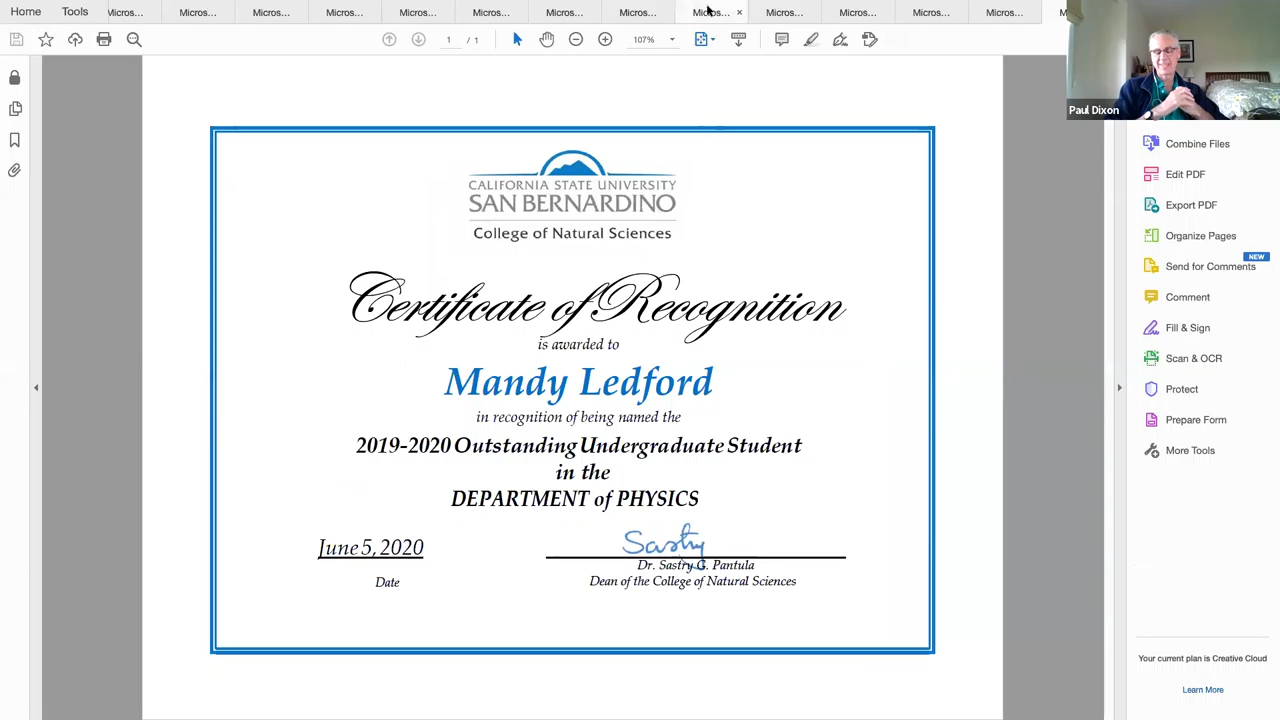 Home Tools Micros... Micros... Micros... Micros... Micros... Micros... Micros... Micros... Micros... Micros... Micros... Micros... Micros...
1 / 1 107%
Paul Dixon
Combine Files
Edit PDF
Export PDF
Organize Pages
NEW
Send for Comments
Comment
Fill & Sign
Scan & OCR
Protect
Prepare Form
More Tools
Your current plan is Creative Cloud
Learn More
CALIFORNIA STATE UNIVERSITY
SAN BERNARDINO
College of Natural Sciences
Certificate of Recognition
is awarded to
Mandy Ledford
in recognition of being named the
2019-2020 Outstanding Undergraduate Student
in the
DEPARTMENT of PHYSICS
June 5, 2020
Sastry
Dr. Sastry G. Pantula
Date
Dean of the College of Natural Sciences